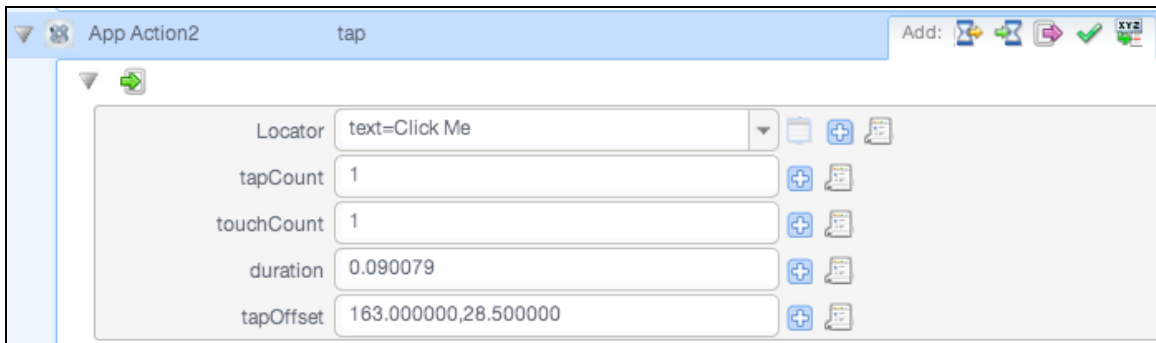 App Action2 tap Add: XYZ
Locator text=Click Me
tapCount 1
touchCount 1
duration 0.090079
tapOffset 163.000000,28.500000